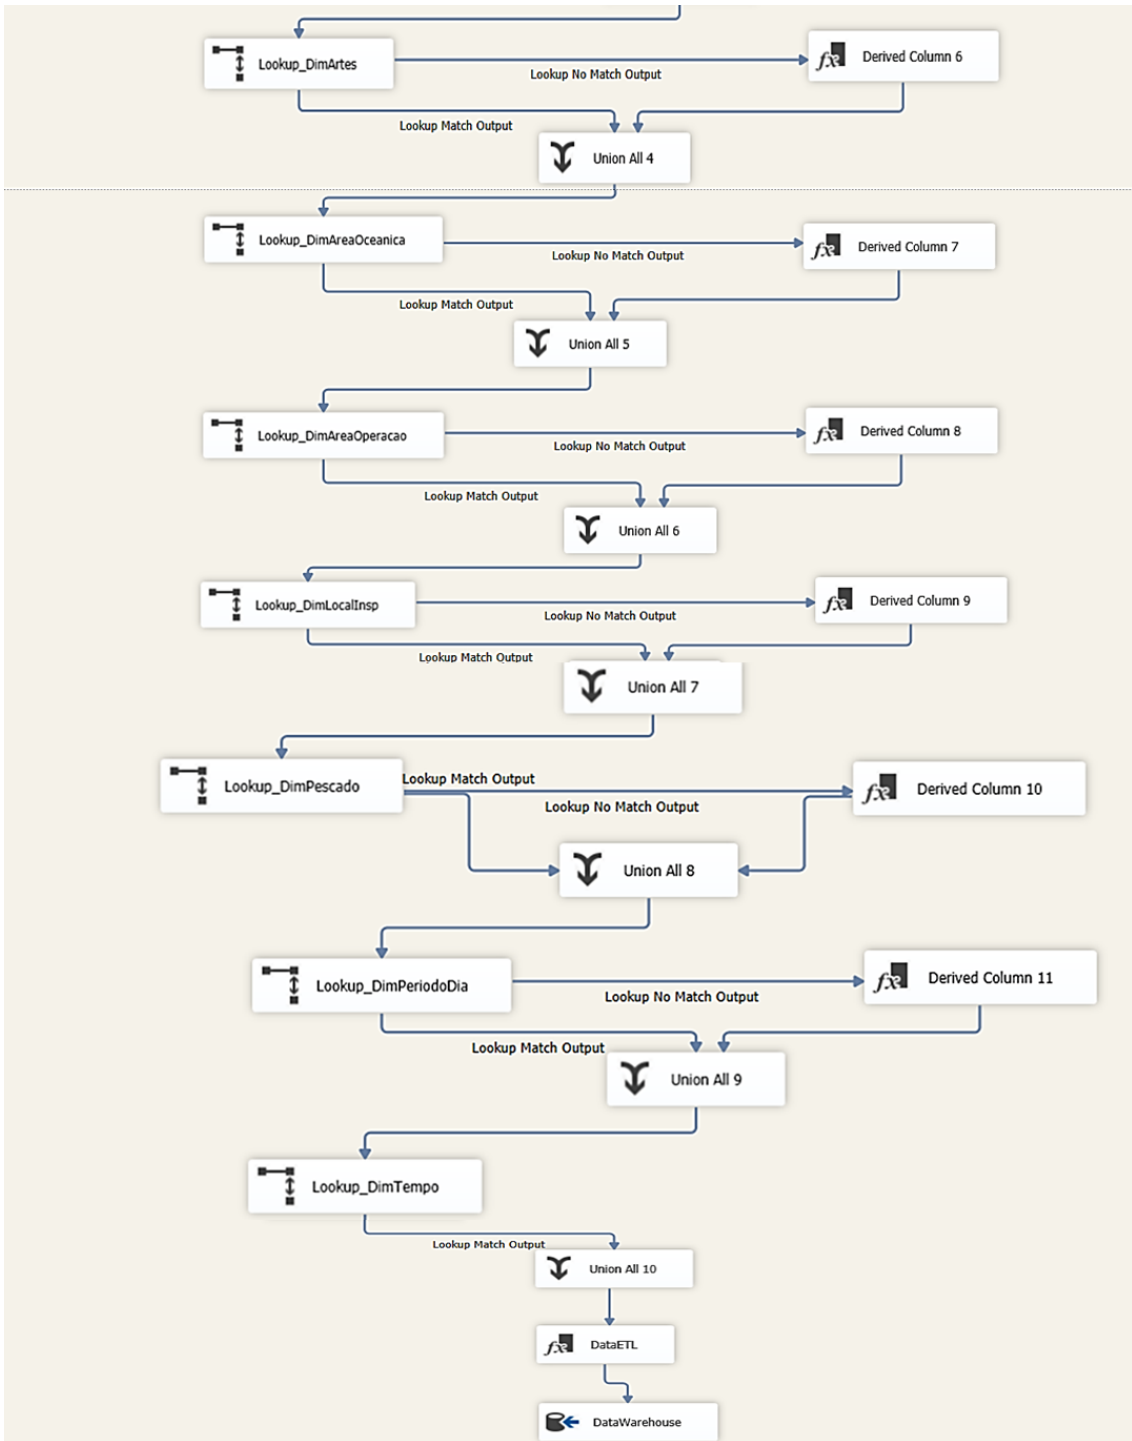 Lookup_DimArtes
Derived Column 6
Lookup No Match Output
Lookup Match Output
Union All 4
Lookup_DimAreaOceanica
Derived Column 7
Lookup No Match Output
Lookup Match Output
Union All 5
Lookup_DimAreaOperacao
Derived Column 8
Lookup No Match Output
Lookup Match Output
Union All 6
Lookup_DimLocalInsp
Derived Column 9
Lookup No Match Output
Lookup Match Output
Union All 7
Lookup_DimPescado
Lookup Match Output
Derived Column 10
Lookup No Match Output
Union All 8
Lookup_DimPeriodoDia
Derived Column 11
Lookup No Match Output
Lookup Match Output
Union All 9
Lookup_DimTempo
Lookup Match Output
Union All 10
DataETL
DataWarehouse